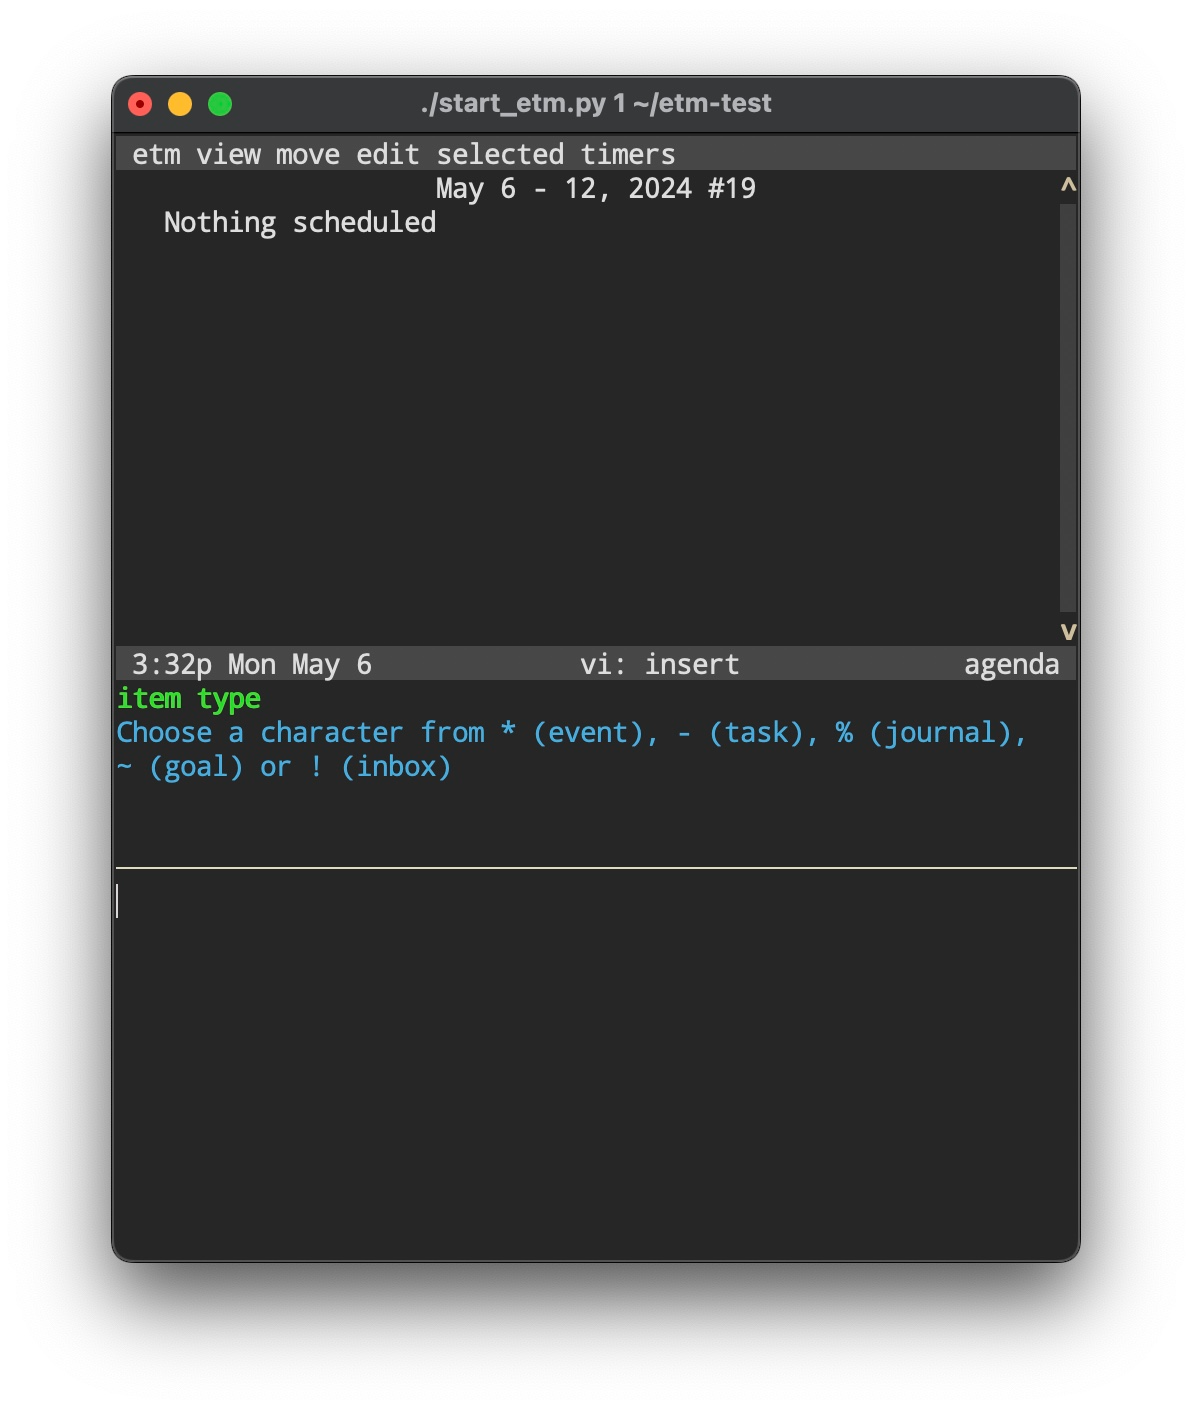 ./start_etm.py 1 ~/etm-test
etm view move edit selected timers
May 6 - 12, 2024 #19
^
Nothing scheduled
v
3:32p Mon May 6 vi: insert agenda
item type
Choose a character from * (event), - (task), % (journal),
~ (goal) or ! (inbox)